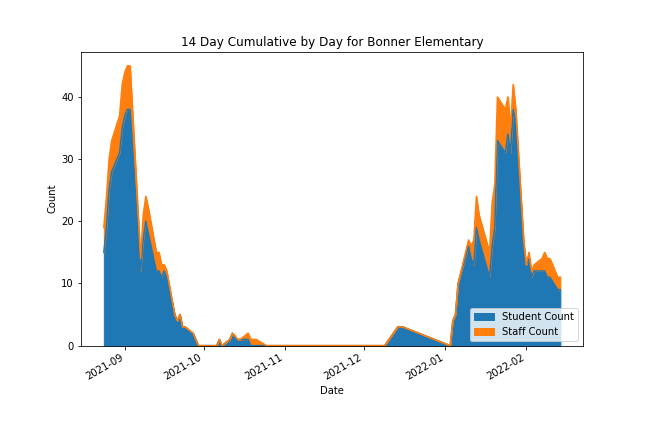 14 Day Cumulative by Day for Bonner Elementary
Count
40
30
20
10
0
Student Count
Staff Count
2021-09
2021-10
2021-11
2021-12
2022-01
2022-02
Date